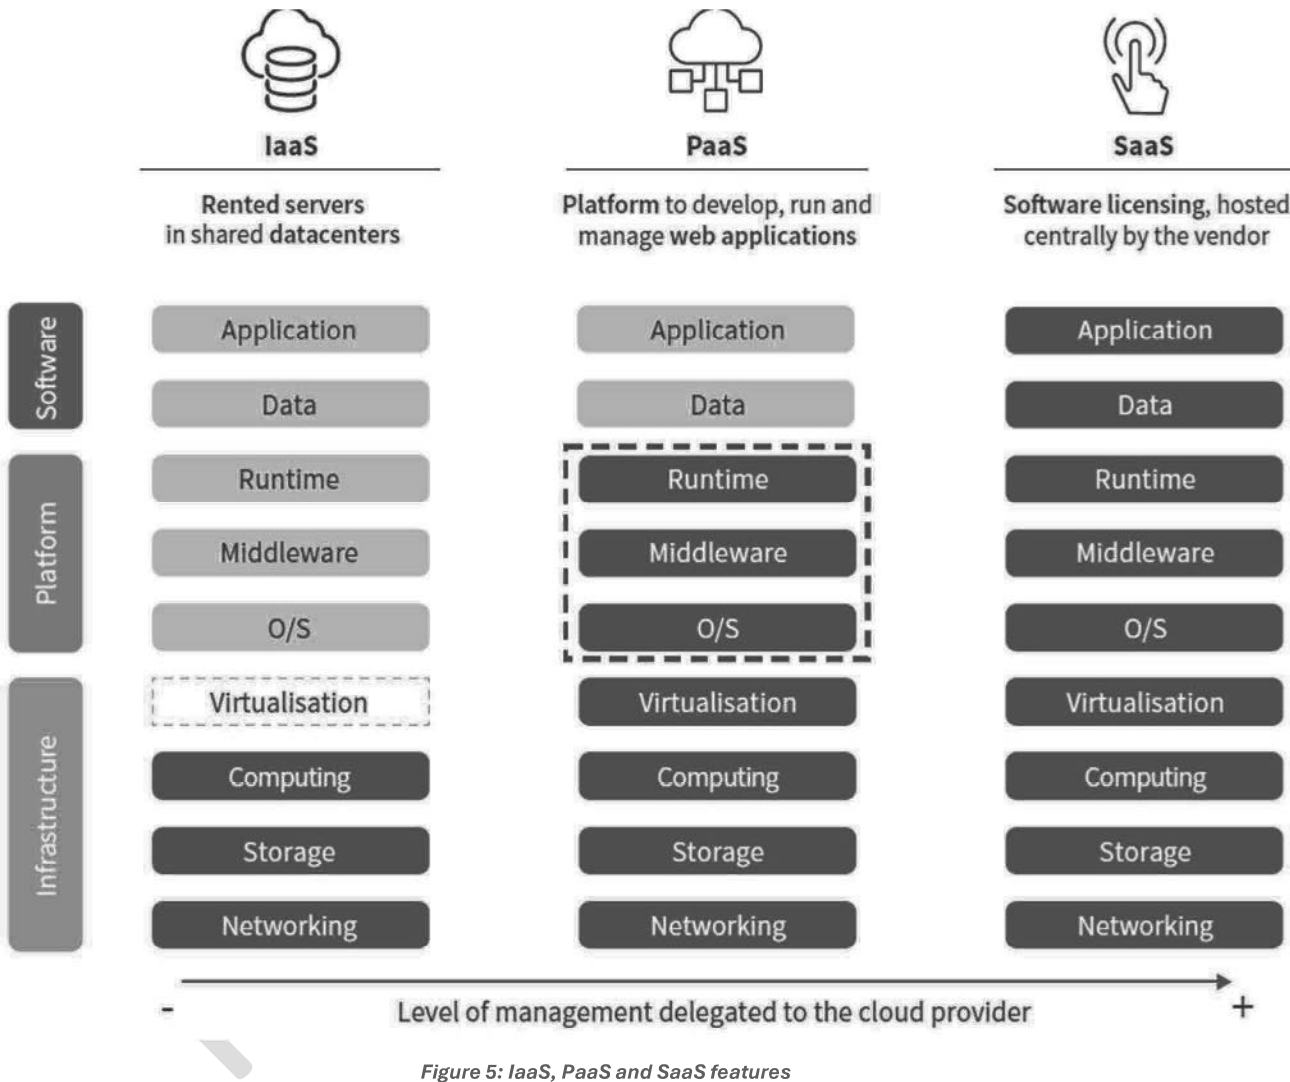 IaaS
Rented servers
in shared datacenters
PaaS
Platform to develop, run and
manage web applications
SaaS
Software licensing, hosted
centrally by the vendor
Software
Application
Application
Application
Data
Data
Data
Platform
Runtime
Runtime
Runtime
Middleware
Middleware
Middleware
O/S
O/S
O/S
Infrastructure
Virtualisation
Virtualisation
Virtualisation
Computing
Computing
Computing
Storage
Storage
Storage
Networking
Networking
Networking
- Level of management delegated to the cloud provider +
Figure 5: IaaS, PaaS and SaaS features